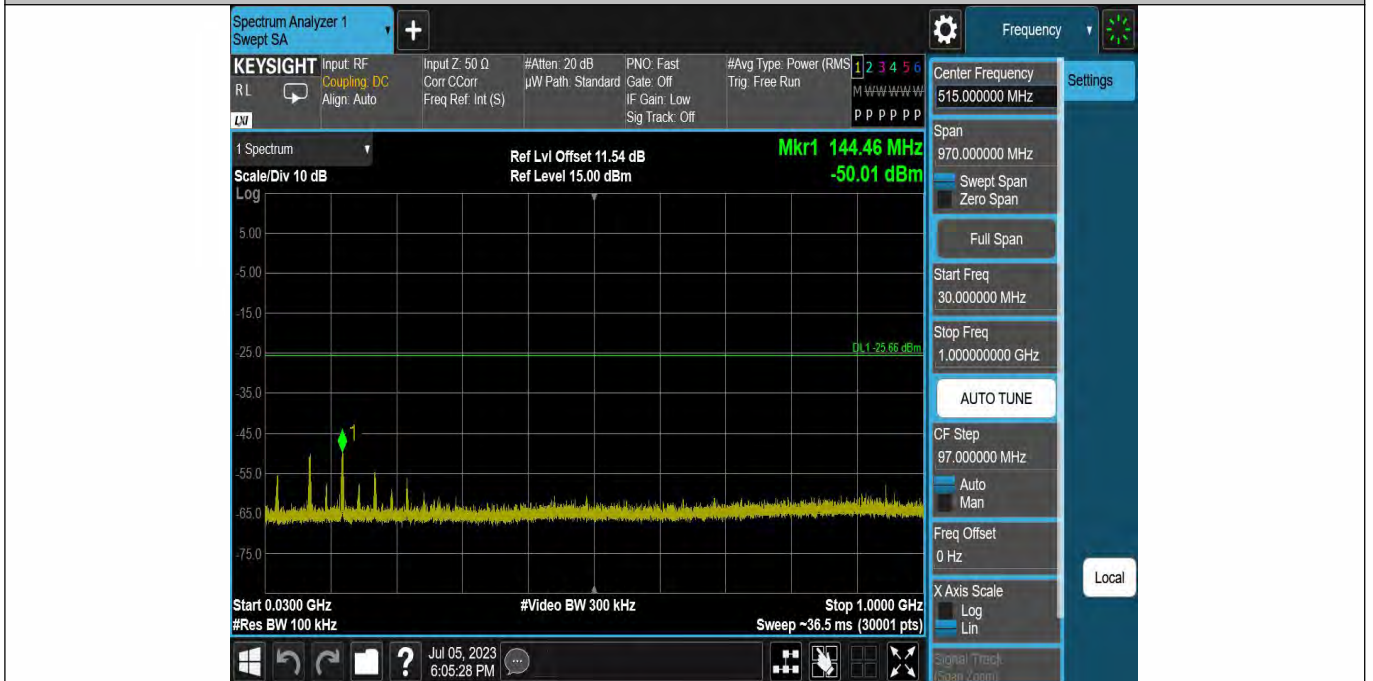 Spectrum Analyzer 1
Swept SA
Frequency
KEYSIGHT
RL
LXI
Input: RF
Coupling: DC
Align: Auto
Input Z: 50 Ω
Corr CCorr
Freq Ref: Int (S)
#Atten: 20 dB
µW Path: Standard
PNO: Fast
Gate: Off
IF Gain: Low
Sig Track: Off
#Avg Type: Power (RMS
Trig: Free Run
1 2 3 4 5 6
M W W W W W
P P P P P P
1 Spectrum
Scale/Div 10 dB
Ref Lvl Offset 11.54 dB
Ref Level 15.00 dBm
Mkr1 144.46 MHz
-50.01 dBm
Log
5.00
-5.00
-15.0
-25.0
DL1 -25.66 dBm
-35.0
-45.0
1
-55.0
-65.0
-75.0
Start 0.0300 GHz
#Video BW 300 kHz
Stop 1.0000 GHz
#Res BW 100 kHz
Sweep ~36.5 ms (30001 pts)
Jul 05, 2023
6:05:28 PM
Center Frequency
515.000000 MHz
Settings
Span
970.000000 MHz
Swept Span
Zero Span
Full Span
Start Freq
30.000000 MHz
Stop Freq
1.000000000 GHz
AUTO TUNE
CF Step
97.000000 MHz
Auto
Man
Freq Offset
0 Hz
X Axis Scale
Log
Lin
Local
Signal Track
(Span Zoom)